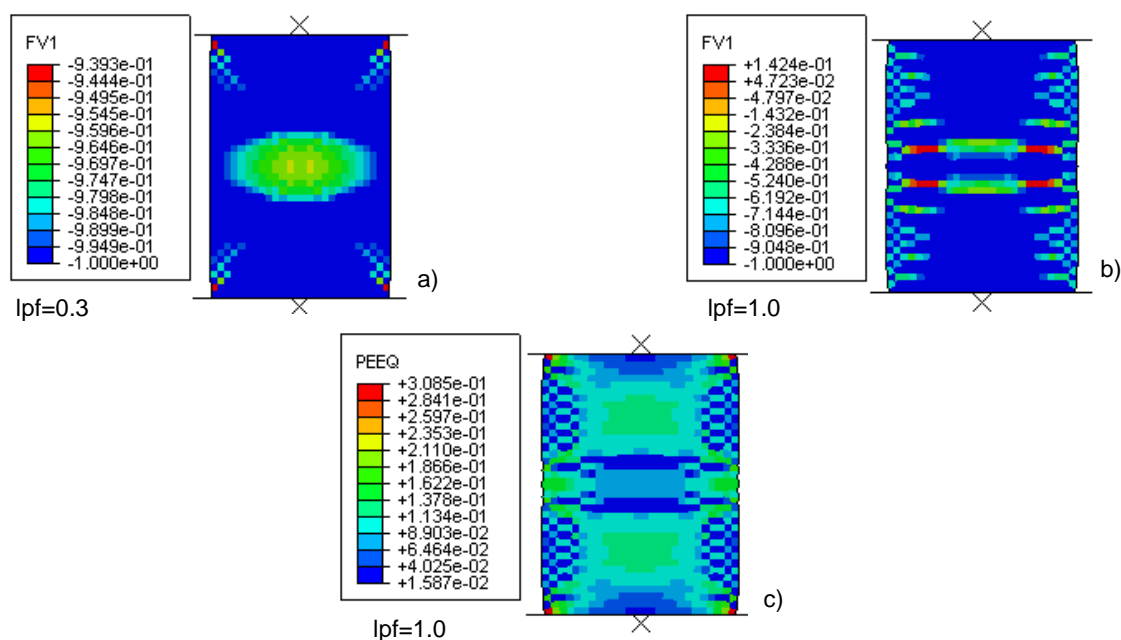 FV1
-9.393e-01
-9.444e-01
-9.495e-01
-9.545e-01
-9.596e-01
-9.646e-01
-9.697e-01
-9.747e-01
-9.798e-01
-9.848e-01
-9.899e-01
-9.949e-01
-1.000e+00
a)
lpf=0.3
FV1
+1.424e-01
+4.723e-02
-4.797e-02
-1.432e-01
-2.384e-01
-3.336e-01
-4.288e-01
-5.240e-01
-6.192e-01
-7.144e-01
-8.096e-01
-9.048e-01
-1.000e+00
b)
lpf=1.0
PEEQ
+3.085e-01
+2.841e-01
+2.597e-01
+2.353e-01
+2.110e-01
+1.866e-01
+1.622e-01
+1.378e-01
+1.134e-01
+8.903e-02
+6.464e-02
+4.025e-02
+1.587e-02
c)
lpf=1.0